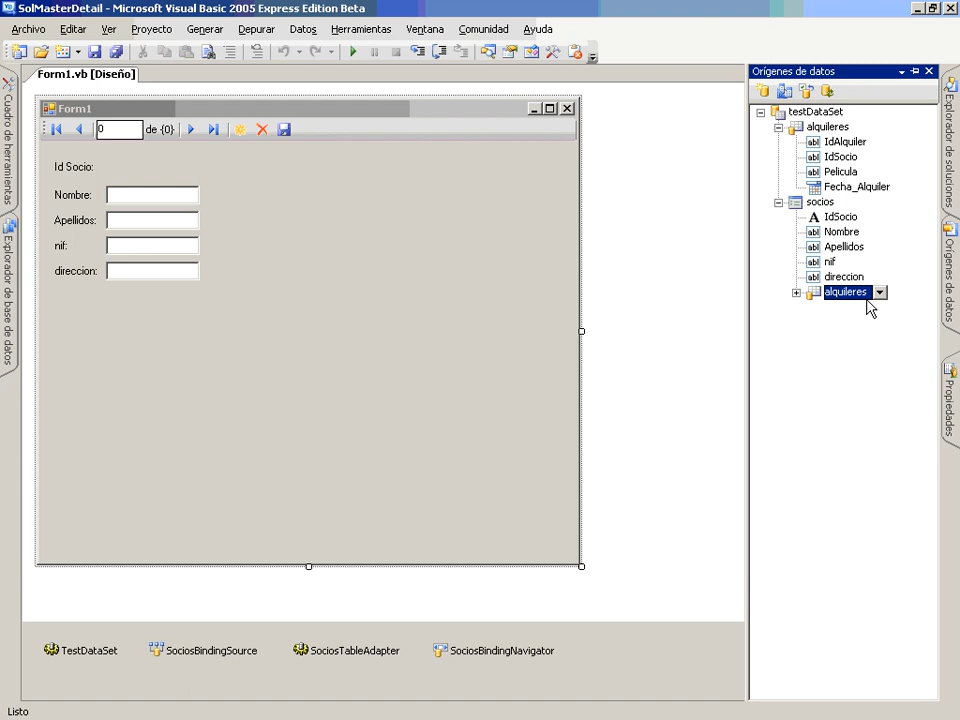 SolMasterDetail - Microsoft Visual Basic 2005 Express Edition Beta
Archivo Editar Ver Proyecto Generar Depurar Datos Herramientas Ventana Comunidad Ayuda
Form1.vb [Diseño]
Cuadro de herramientas
Explorador de base de datos
Form1
0 de {0}
Id Socio:
Nombre:
Apellidos:
nif:
direccion:
TestDataSet SociosBindingSource SociosTableAdapter SociosBindingNavigator
Orígenes de datos
testDataSet
alquileres
IdAlquiler
IdSocio
Pelicula
Fecha_Alquiler
socios
IdSocio
Nombre
Apellidos
nif
direccion
alquileres
Explorador de soluciones
Orígenes de datos
Propiedades
Listo